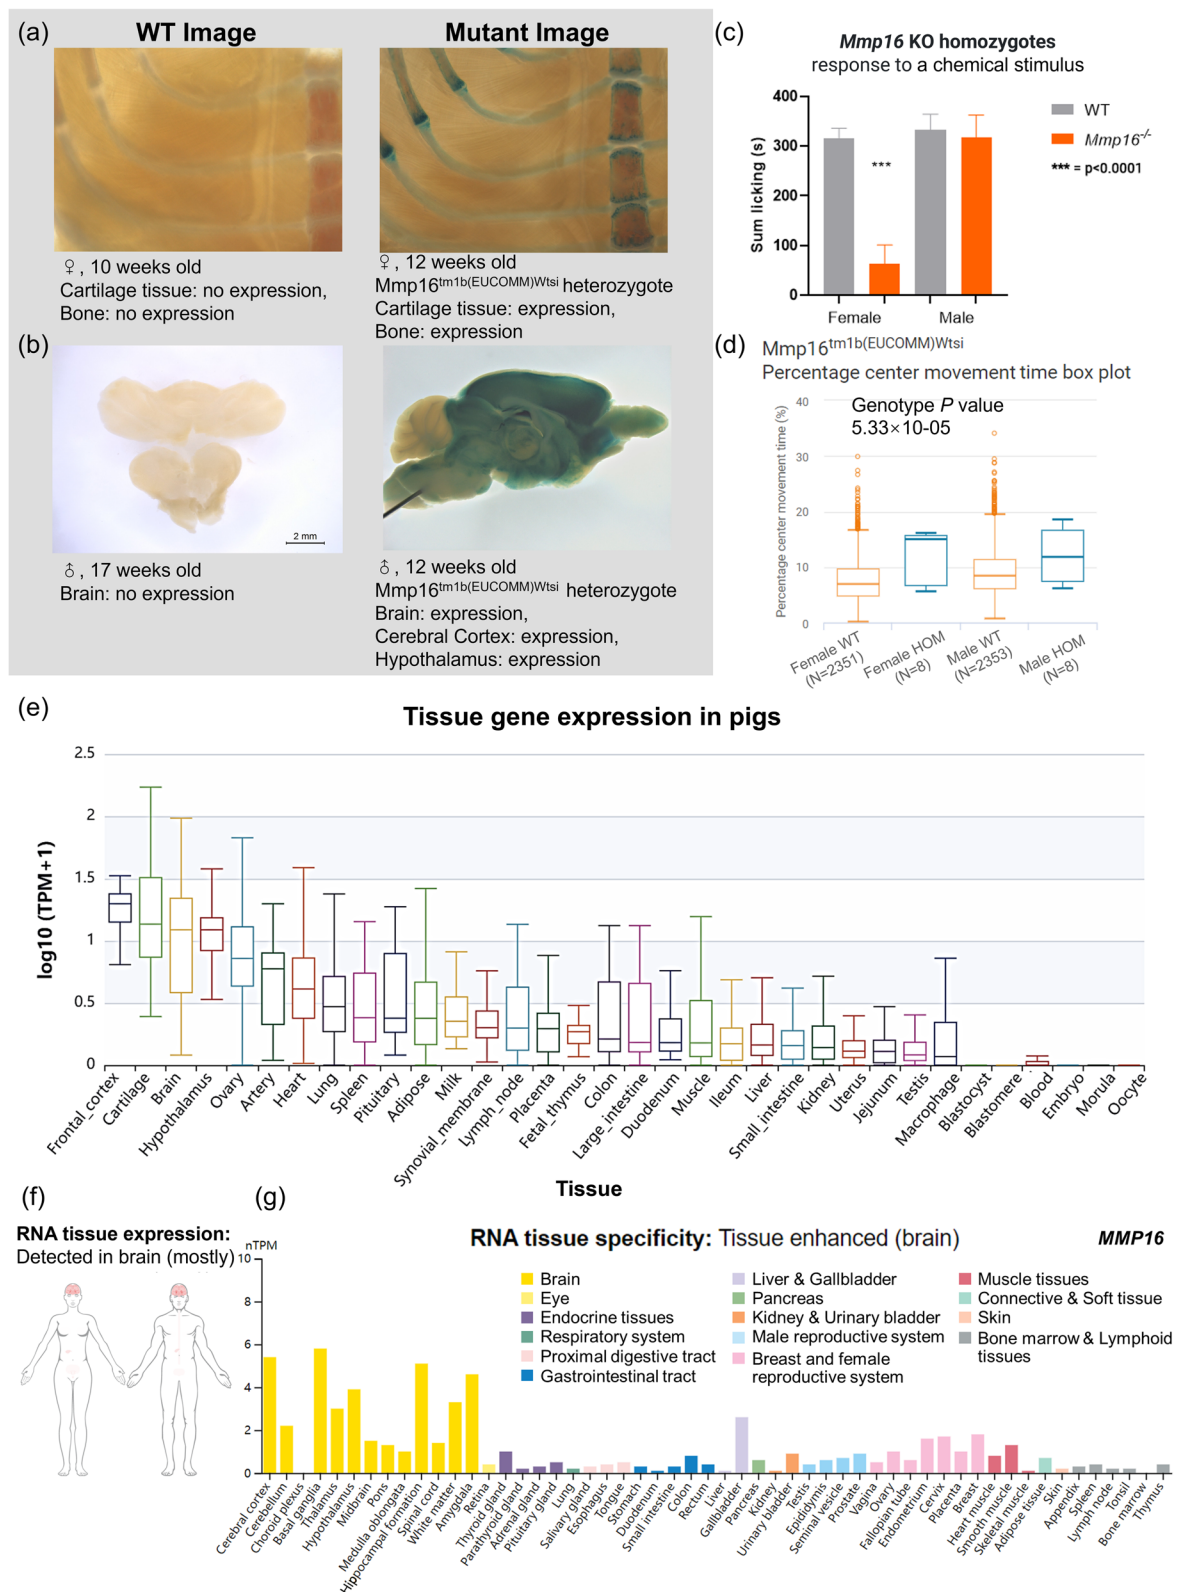 (a)
WT Image
Mutant Image
♀, 10 weeks old
Cartilage tissue: no expression,
Bone: no expression
♀, 12 weeks old
Mmp16tm1b(EUCOMM)Wtsi heterozygote
Cartilage tissue: expression,
Bone: expression
(b)
2 mm
♂, 17 weeks old
Brain: no expression
♂, 12 weeks old
Mmp16tm1b(EUCOMM)Wtsi heterozygote
Brain: expression,
Cerebral Cortex: expression,
Hypothalamus: expression
(c)
Mmp16 KO homozygotes
response to a chemical stimulus
Sum licking (s)
400
300
200
100
0
***
Female
Male
WT
Mmp16-/-
*** = p<0.0001
(d)
Mmp16tm1b(EUCOMM)Wtsi
Percentage center movement time box plot
Genotype P value
5.33×10-05
Percentage center movement time (%)
40
30
20
10
0
Female WT
(N=2351)
Female HOM
(N=8)
Male WT
(N=2353)
Male HOM
(N=8)
(e)
Tissue gene expression in pigs
log10 (TPM+1)
2.5
2
1.5
1
0.5
0
Frontal_cortex
Cartilage
Brain
Hypothalamus
Ovary
Artery
Heart
Lung
Spleen
Pituitary
Adipose
Milk
Synovial_membrane
Lymph_node
Placenta
Fetal_thymus
Colon
Large_intestine
Duodenum
Muscle
Ileum
Liver
Small_intestine
Kidney
Uterus
Jejunum
Testis
Macrophage
Blastocyst
Blastomere
Blood
Embryo
Morula
Oocyte
Tissue
(f)
RNA tissue expression:
Detected in brain (mostly)
(g)
nTPM
RNA tissue specificity: Tissue enhanced (brain)
MMP16
10
8
6
4
2
0
Brain
Eye
Endocrine tissues
Respiratory system
Proximal digestive tract
Gastrointestinal tract
Liver & Gallbladder
Pancreas
Kidney & Urinary bladder
Male reproductive system
Breast and female
reproductive system
Muscle tissues
Connective & Soft tissue
Skin
Bone marrow & Lymphoid
tissues
Cerebral cortex
Cerebellum
Choroid plexus
Basal ganglia
Thalamus
Hypothalamus
Midbrain
Pons
Medulla oblongata
Hippocampal formation
Spinal cord
White matter
Amygdala
Retina
Thyroid gland
Parathyroid gland
Adrenal gland
Pituitary gland
Lung
Salivary gland
Esophagus
Tongue
Stomach
Duodenum
Small intestine
Colon
Rectum
Liver
Gallbladder
Pancreas
Kidney
Urinary bladder
Testis
Epididymis
Seminal vesicle
Prostate
Vagina
Ovary
Fallopian tube
Endometrium
Cervix
Placenta
Breast
Heart muscle
Smooth muscle
Skeletal muscle
Adipose tissue
Skin
Appendix
Spleen
Lymph node
Tonsil
Bone marrow
Thymus